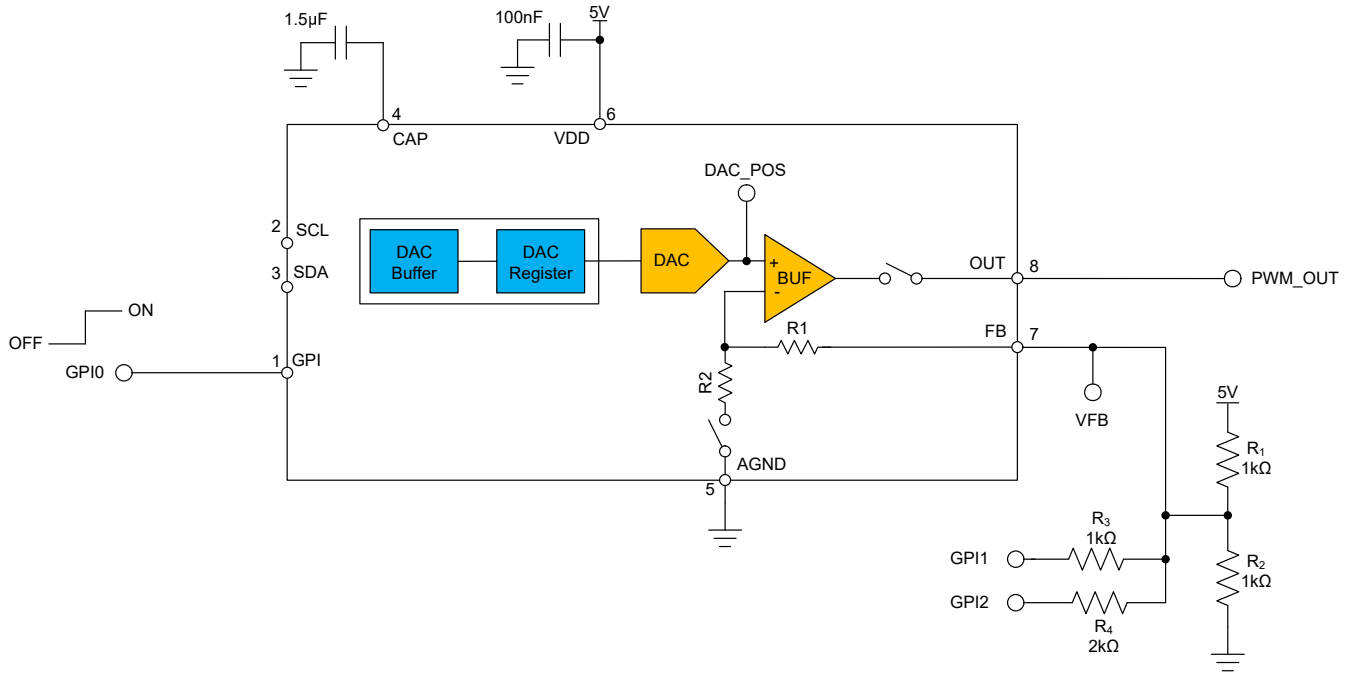 1.5µF
100nF
5V
4
CAP
6
VDD
DAC_POS
2
SCL
3
SDA
DAC
Buffer
DAC
Register
DAC
+
BUF
-
OUT
8
PWM_OUT
R1
FB
7
ON
OFF
1
GPI
GPI0
R2
VFB
5V
AGND
5
R₁
1kΩ
R₃
1kΩ
GPI1
R₂
1kΩ
GPI2
R₄
2kΩ